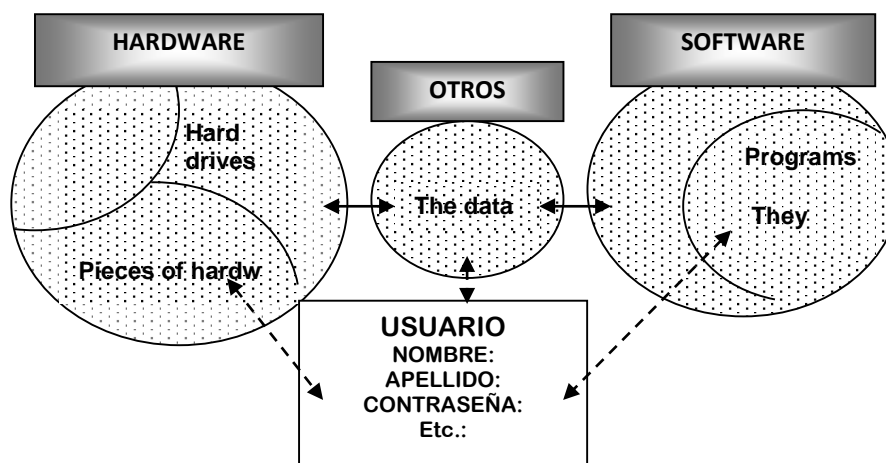 HARDWARE
SOFTWARE
OTROS
Hard
drives
Programs
The data
They
Pieces of hardw
USUARIO
NOMBRE:
APELLIDO:
CONTRASEÑA:
Etc.: